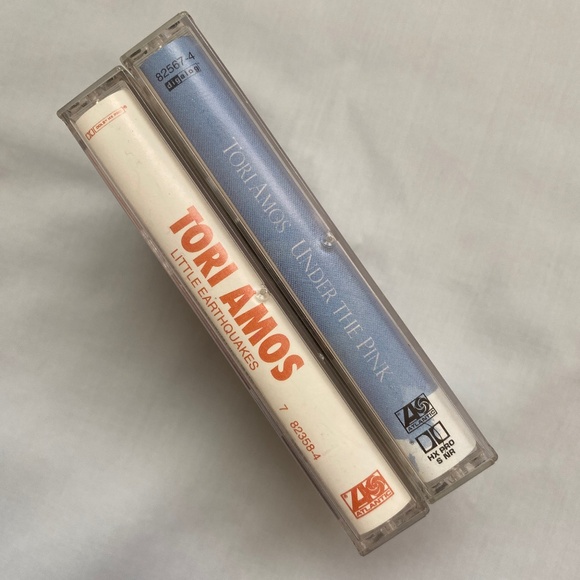 TORI AMOS
LITTLE EARTHQUAKES
7 82358-4
ATLANTIC
82567-4
digalog
TORI AMOS UNDER THE PINK
ATLANTIC
HX PRO
S NR